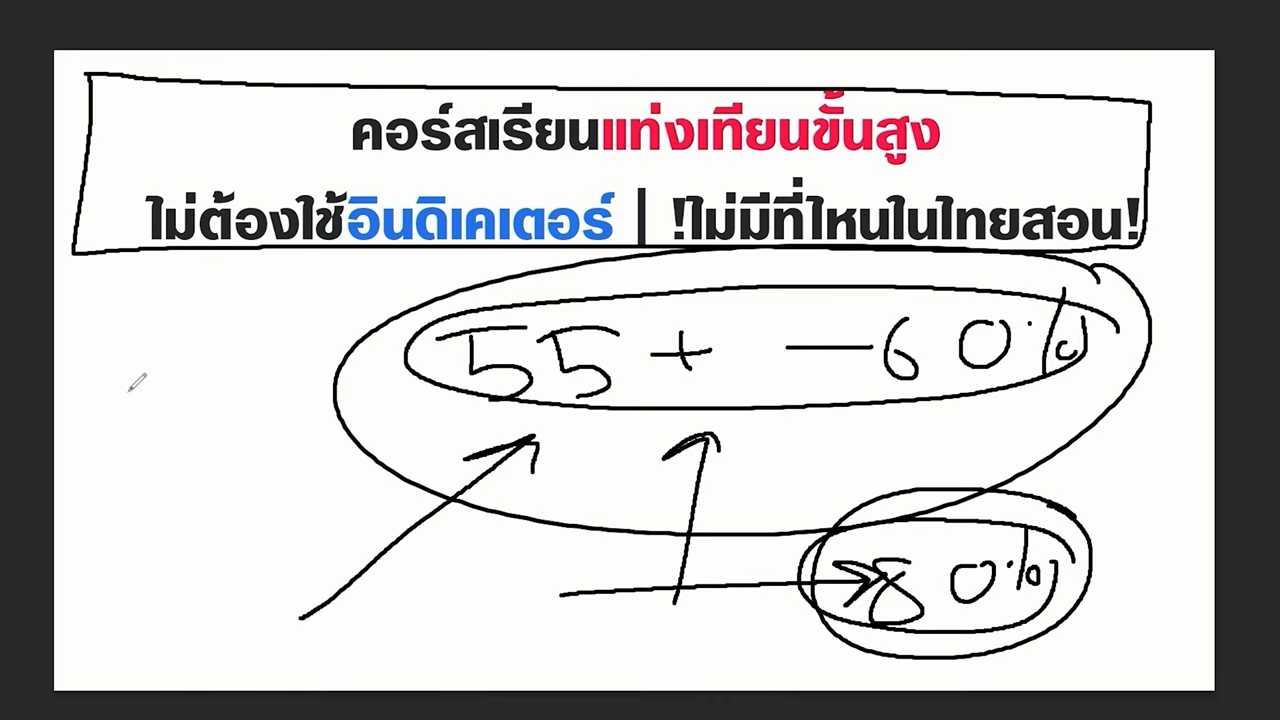 คอร์สเรียนแท่งเทียนขั้นสูง
ไม่ต้องใช้อินดิเคเตอร์ | !ไม่มีที่ไหนในไทยสอน!
55+ - 60%
80%